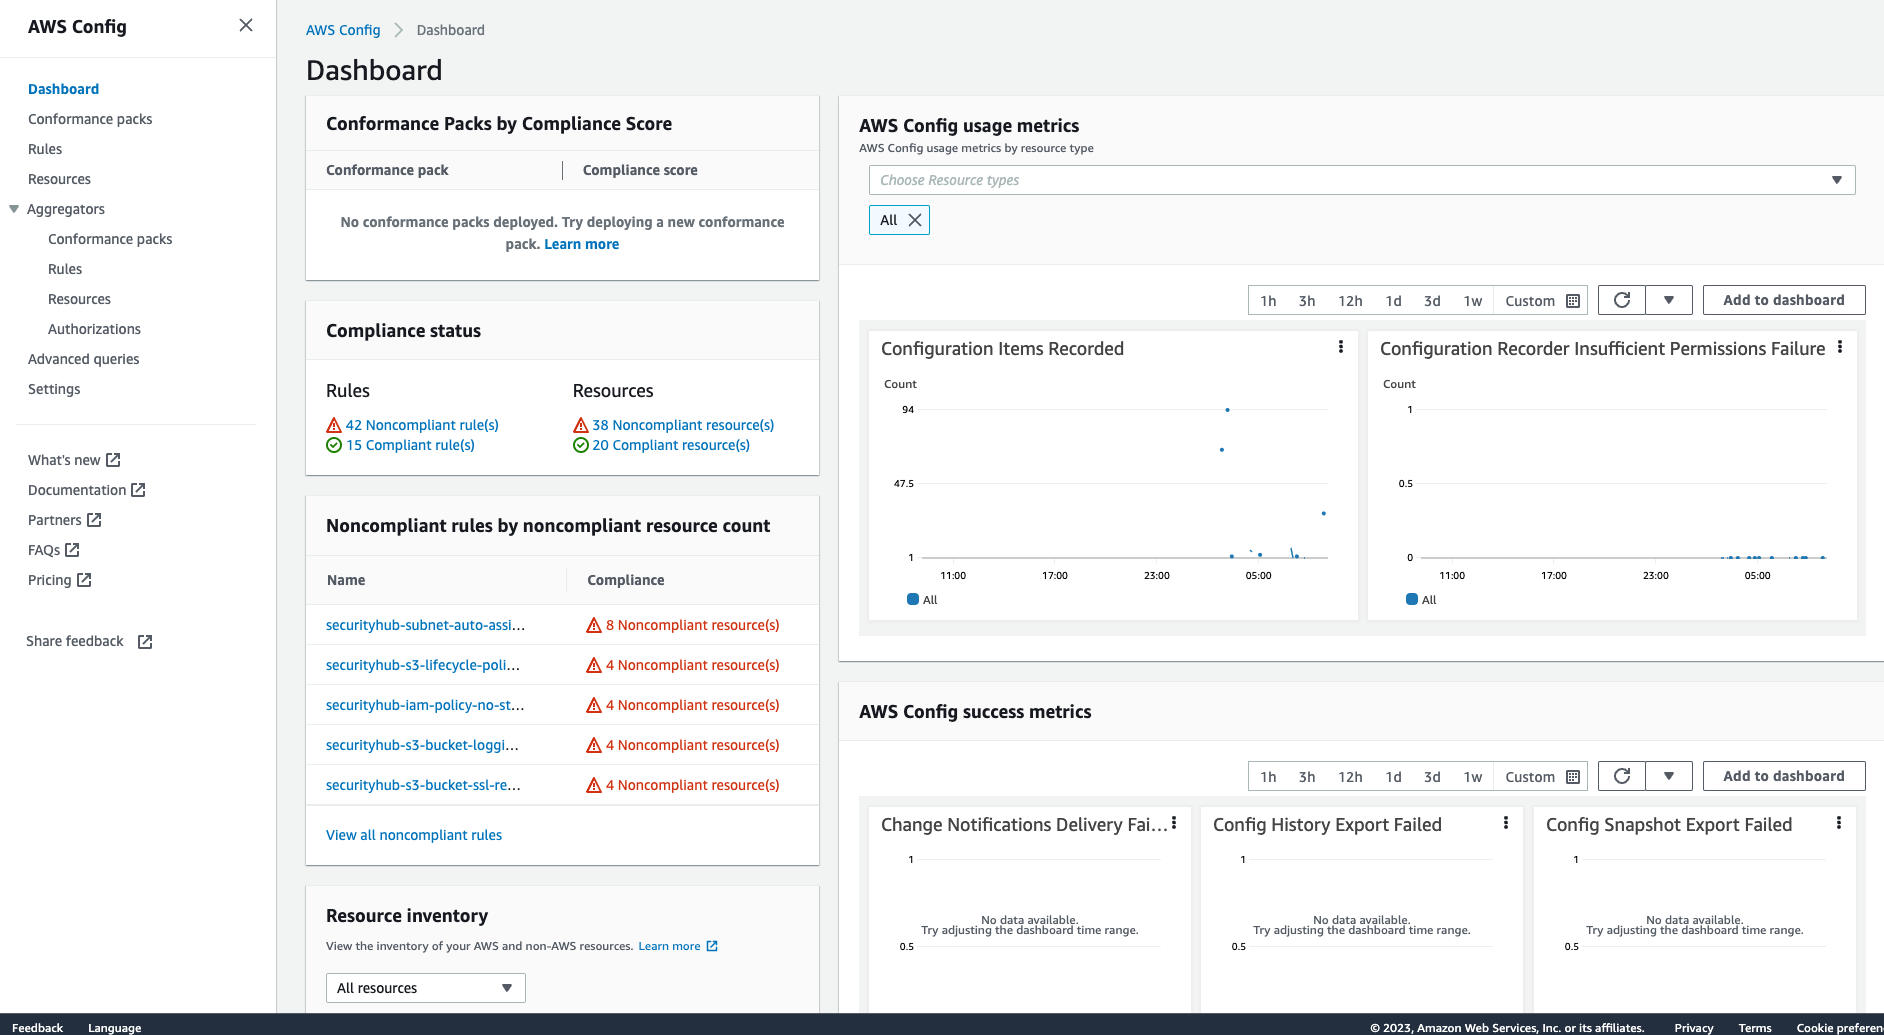 AWS Config
Dashboard
Conformance packs
Rules
Resources
Aggregators
Conformance packs
Rules
Resources
Authorizations
Advanced queries
Settings
What's new
Documentation
Partners
FAQs
Pricing
Share feedback
AWS Config
Dashboard
Dashboard
Conformance Packs by Compliance Score
Conformance pack
Compliance score
No conformance packs deployed. Try deploying a new conformance
pack. Learn more
Compliance status
Rules
Resources
42 Noncompliant rule(s)
38 Noncompliant resource(s)
15 Compliant rule(s)
20 Compliant resource(s)
Noncompliant rules by noncompliant resource count
Name
Compliance
securityhub-subnet-auto-assi...
8 Noncompliant resource(s)
securityhub-s3-lifecycle-poli...
4 Noncompliant resource(s)
securityhub-iam-policy-no-st...
4 Noncompliant resource(s)
securityhub-s3-bucket-loggi...
4 Noncompliant resource(s)
securityhub-s3-bucket-ssl-re...
4 Noncompliant resource(s)
View all noncompliant rules
Resource inventory
View the inventory of your AWS and non-AWS resources. Learn more
All resources
AWS Config usage metrics
AWS Config usage metrics by resource type
Choose Resource types
All
1h 3h 12h 1d 3d 1w Custom
Add to dashboard
Configuration Items Recorded
Count
94
47.5
1
11:00 17:00 23:00 05:00
All
Configuration Recorder Insufficient Permissions Failure
Count
1
0.5
0
11:00 17:00 23:00 05:00
All
AWS Config success metrics
1h 3h 12h 1d 3d 1w Custom
Add to dashboard
Change Notifications Delivery Fai...
1
No data available.
Try adjusting the dashboard time range.
0.5
Config History Export Failed
1
No data available.
Try adjusting the dashboard time range.
0.5
Config Snapshot Export Failed
1
No data available.
Try adjusting the dashboard time range.
0.5
Feedback
Language
© 2023, Amazon Web Services, Inc. or its affiliates.
Privacy
Terms
Cookie preferen